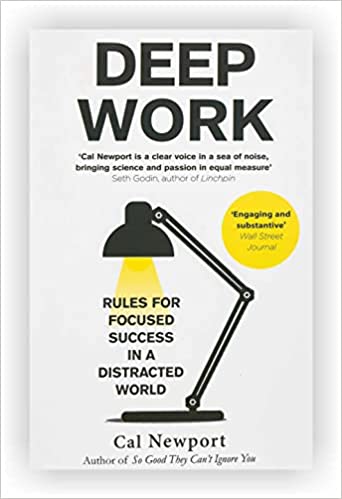 DEEP
WORK
‘Cal Newport is a clear voice in a sea of noise,
bringing science and passion in equal measure’
Seth Godin, author of Linchpin
‘Engaging and
substantive’
Wall Street
Journal
RULES FOR
FOCUSED
SUCCESS
IN A
DISTRACTED
WORLD
Cal Newport
Author of So Good They Can't Ignore You